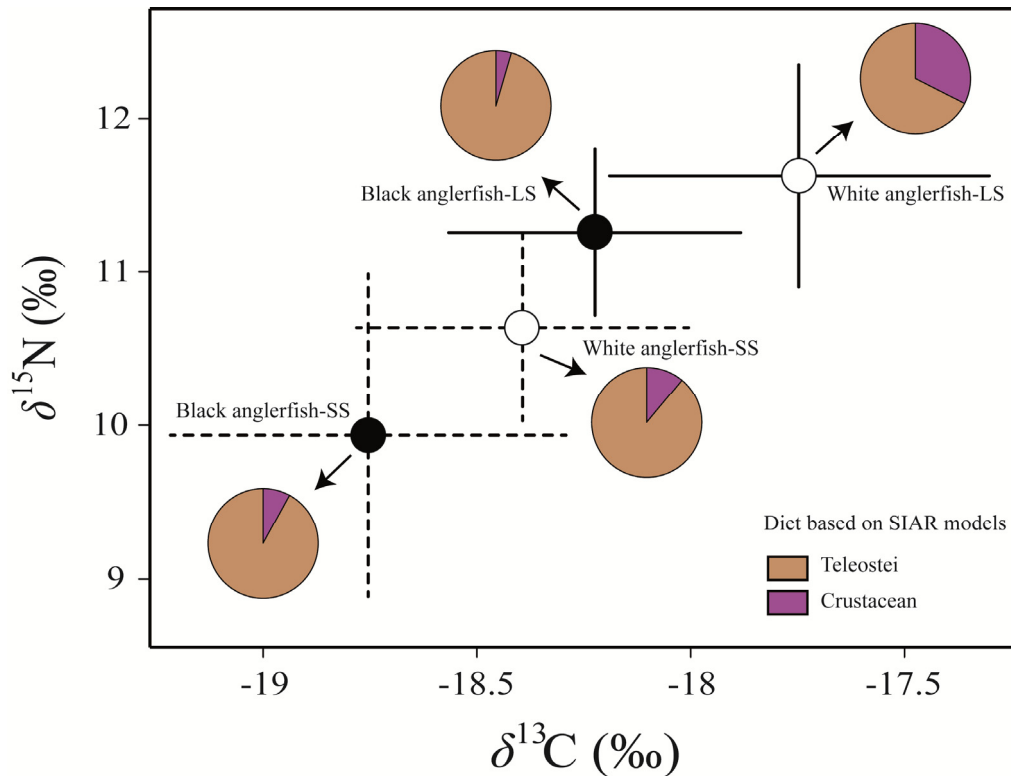 12
11
10
9
δ¹⁵N (‰)
Black anglerfish-LS
White anglerfish-LS
White anglerfish-SS
Black anglerfish-SS
Dict based on SIAR models
Teleostei
Crustacean
-19
-18.5
-18
-17.5
δ¹³C (‰)